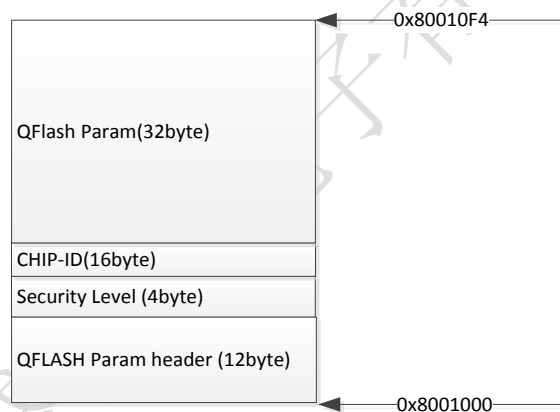 0x80010F4
QFlash Param(32byte)
CHIP-ID(16byte)
Security Level (4byte)
QFLASH Param header (12byte)
0x8001000